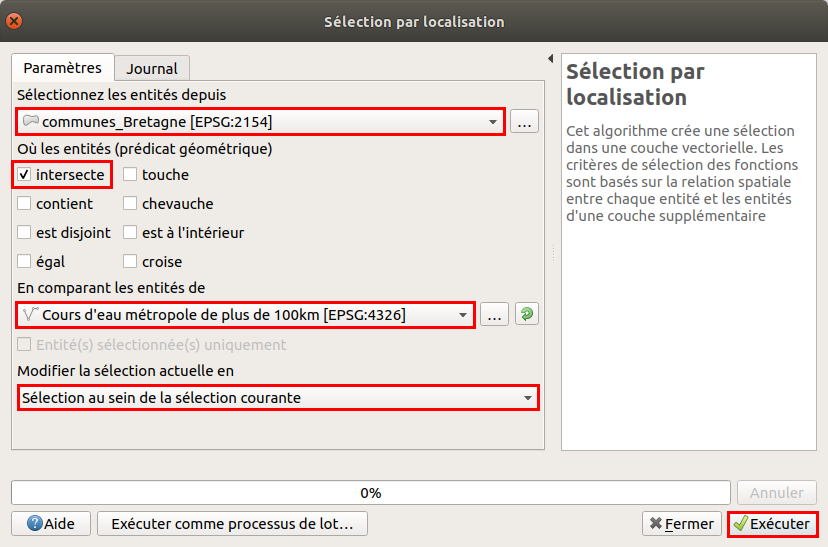 Sélection par localisation
Paramètres
Journal
Sélectionnez les entités depuis
communes_Bretagne [EPSG:2154]
...
Où les entités (prédicat géométrique)
intersecte
touche
contient
chevauche
est disjoint
est à l'intérieur
égal
croise
En comparant les entités de
Cours d'eau métropole de plus de 100km [EPSG:4326]
...
Entité(s) sélectionnée(s) uniquement
Modifier la sélection actuelle en
Sélection au sein de la sélection courante
Sélection par
localisation
Cet algorithme crée une sélection
dans une couche vectorielle. Les
critères de sélection des fonctions
sont basés sur la relation spatiale
entre chaque entité et les entités
d'une couche supplémentaire
0%
Annuler
Aide
Exécuter comme processus de lot...
Fermer
Exécuter